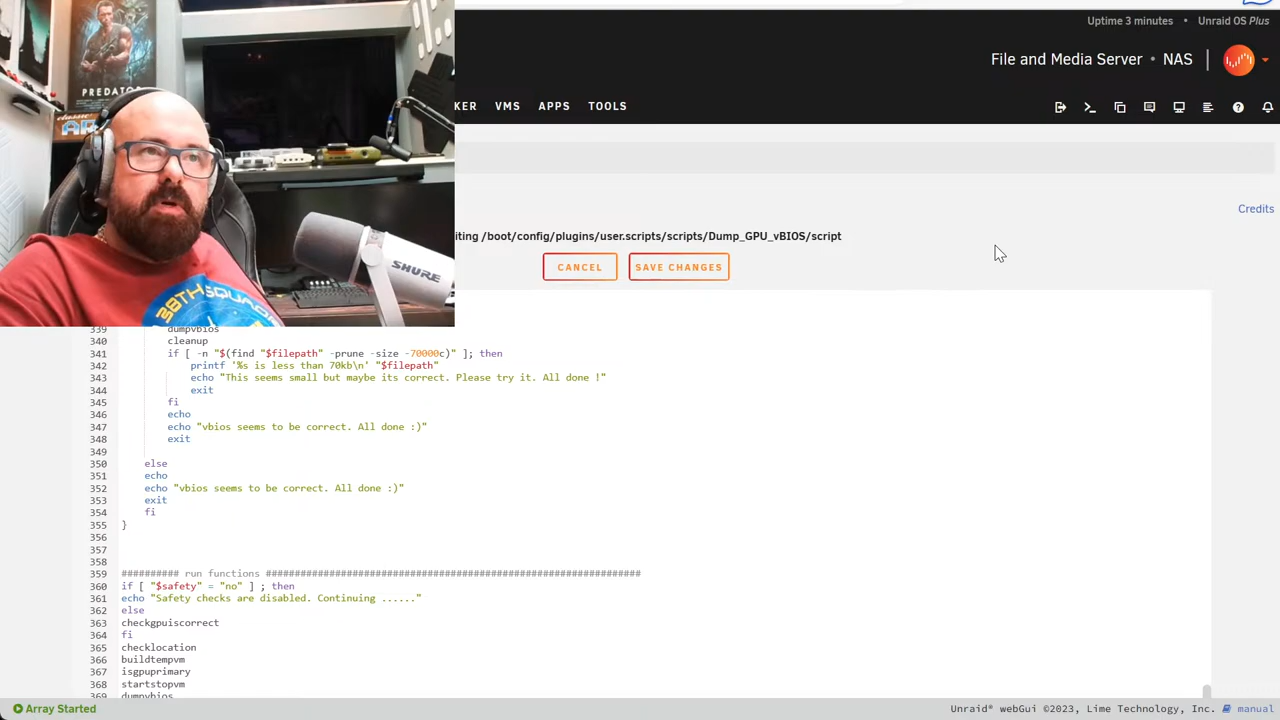 PREDATOR
classic
SHURE
38TH SQUADR
Uptime 3 minutes • Unraid OS Plus
File and Media Server • NAS
KER VMS APPS TOOLS
Credits
iting /boot/config/plugins/user.scripts/scripts/Dump_GPU_vBIOS/script
CANCEL SAVE CHANGES
339 dumpvbios
340 cleanup
341 if [ -n "$(find "$filepath" -prune -size -70000c)" ]; then
342 printf '%s is less than 70kb\n' "$filepath"
343 echo "This seems small but maybe its correct. Please try it. All done !"
344 exit
345 fi
346 echo
347 echo "vbios seems to be correct. All done :)"
348 exit
349
350 else
351 echo
352 echo "vbios seems to be correct. All done :)"
353 exit
354 fi
355 }
356
357
358
359 ########## run functions #################################################################
360 if [ "$safety" = "no" ] ; then
361 echo "Safety checks are disabled. Continuing ......"
362 else
363 checkgpuiscorrect
364 fi
365 checklocation
366 buildtempvm
367 isgpuprimary
368 startstopvm
369 dumpvbios
Array Started
Unraid® webGui ©2023, Lime Technology, Inc. manual